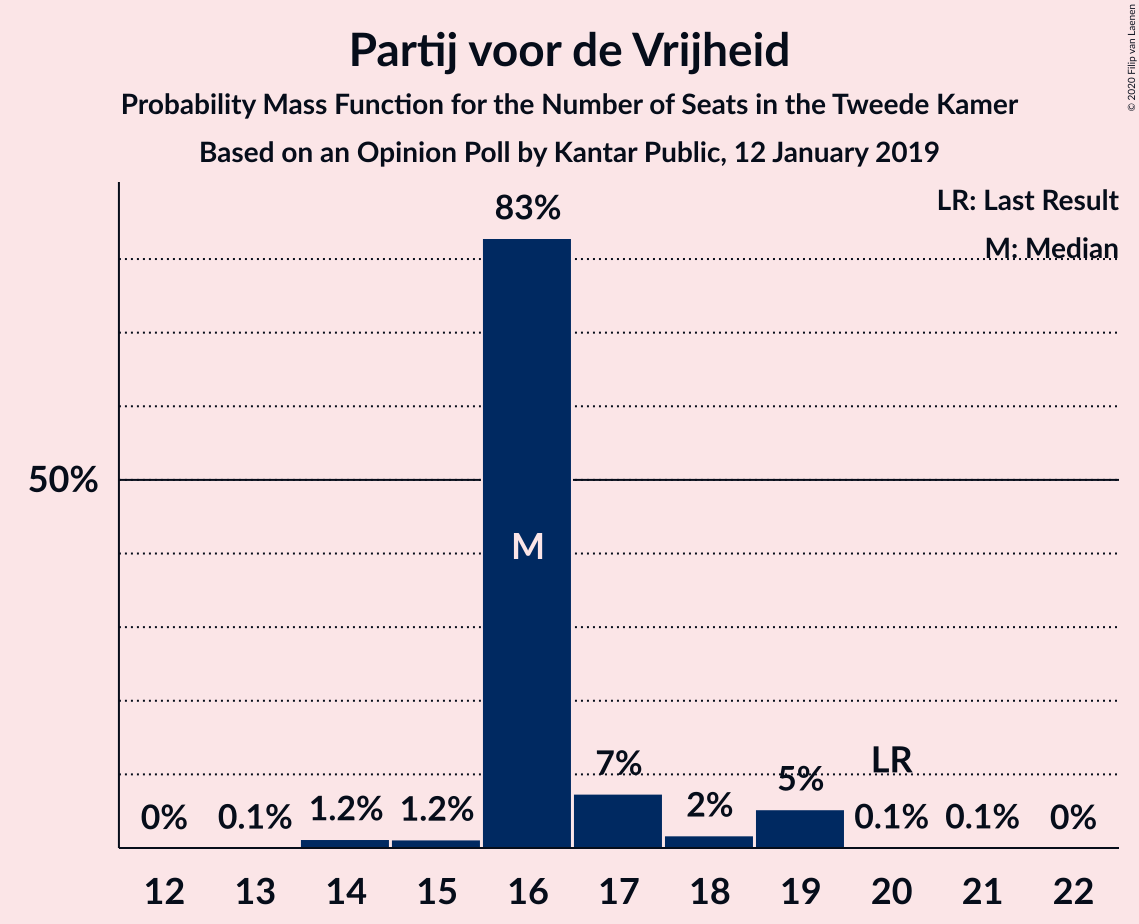 Partij voor de Vrijheid
Probability Mass Function for the Number of Seats in the Tweede Kamer
Based on an Opinion Poll by Kantar Public, 12 January 2019
© 2020 Filip van Laenen
LR: Last Result
M: Median
83%
50%
M
7%
5%
LR
0%
0.1%
1.2%
1.2%
2%
0.1%
0.1%
0%
12 13 14 15 16 17 18 19 20 21 22